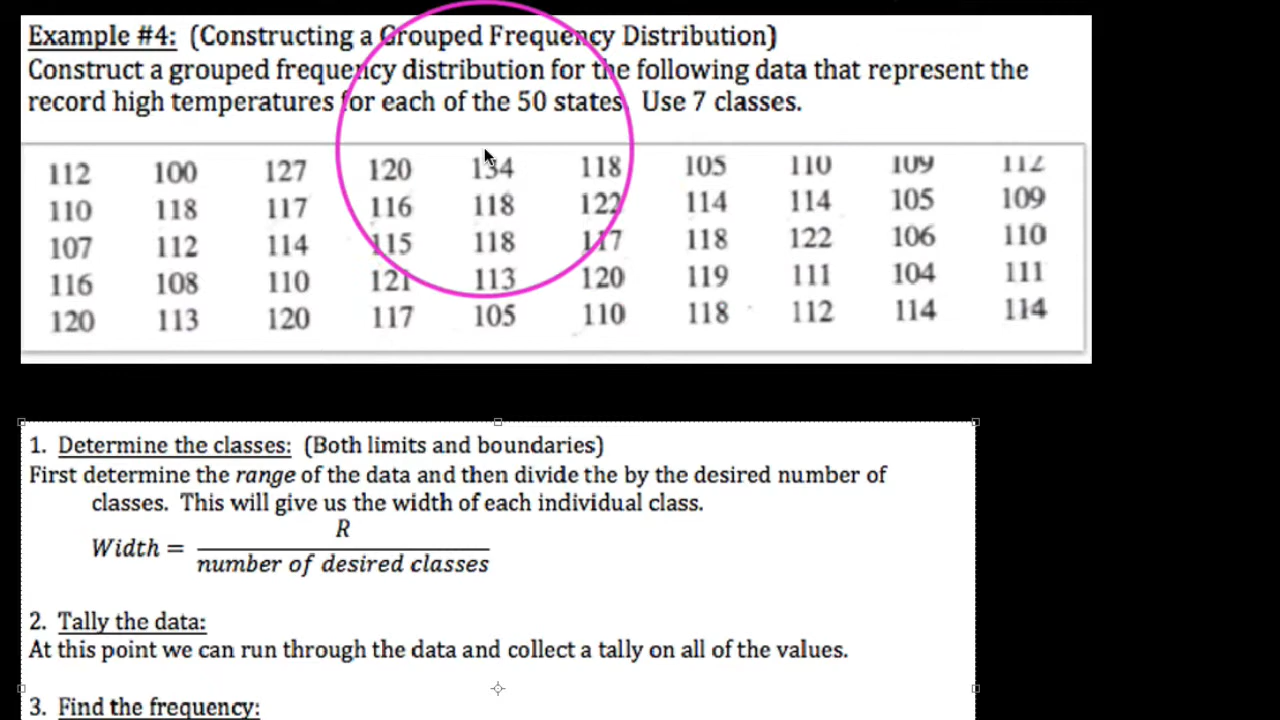 Example #4: (Constructing a Grouped Frequency Distribution)
Construct a grouped frequency distribution for the following data that represent the
record high temperatures for each of the 50 states. Use 7 classes.
112 100 127 120 134 118 105 110 109 112
110 118 117 116 118 122 114 114 105 109
107 112 114 115 118 117 118 122 106 110
116 108 110 121 113 120 119 111 104 111
120 113 120 117 105 110 118 112 114 114
1. Determine the classes: (Both limits and boundaries)
First determine the range of the data and then divide the by the desired number of
classes. This will give us the width of each individual class.
Width = R / number of desired classes
2. Tally the data:
At this point we can run through the data and collect a tally on all of the values.
3. Find the frequency: